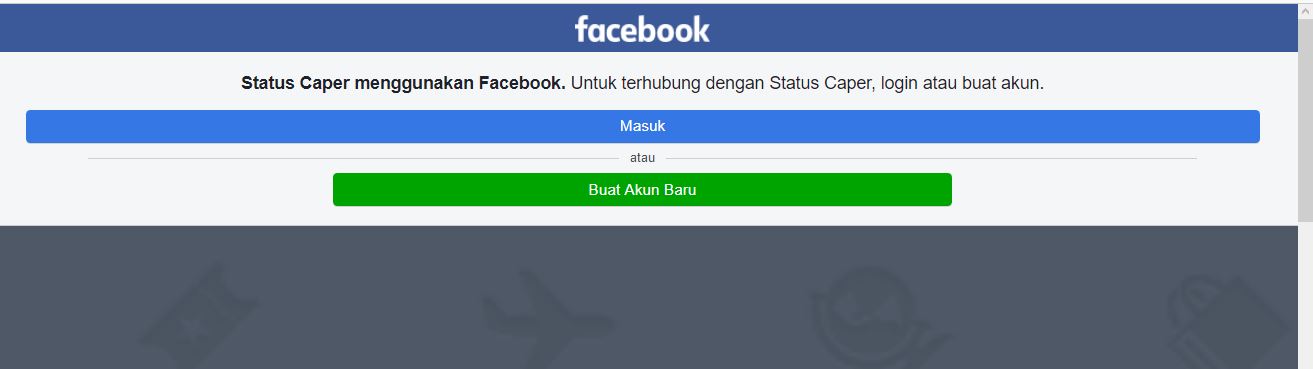 facebook
Status Caper menggunakan Facebook. Untuk terhubung dengan Status Caper, login atau buat akun.
Masuk
atau
Buat Akun Baru